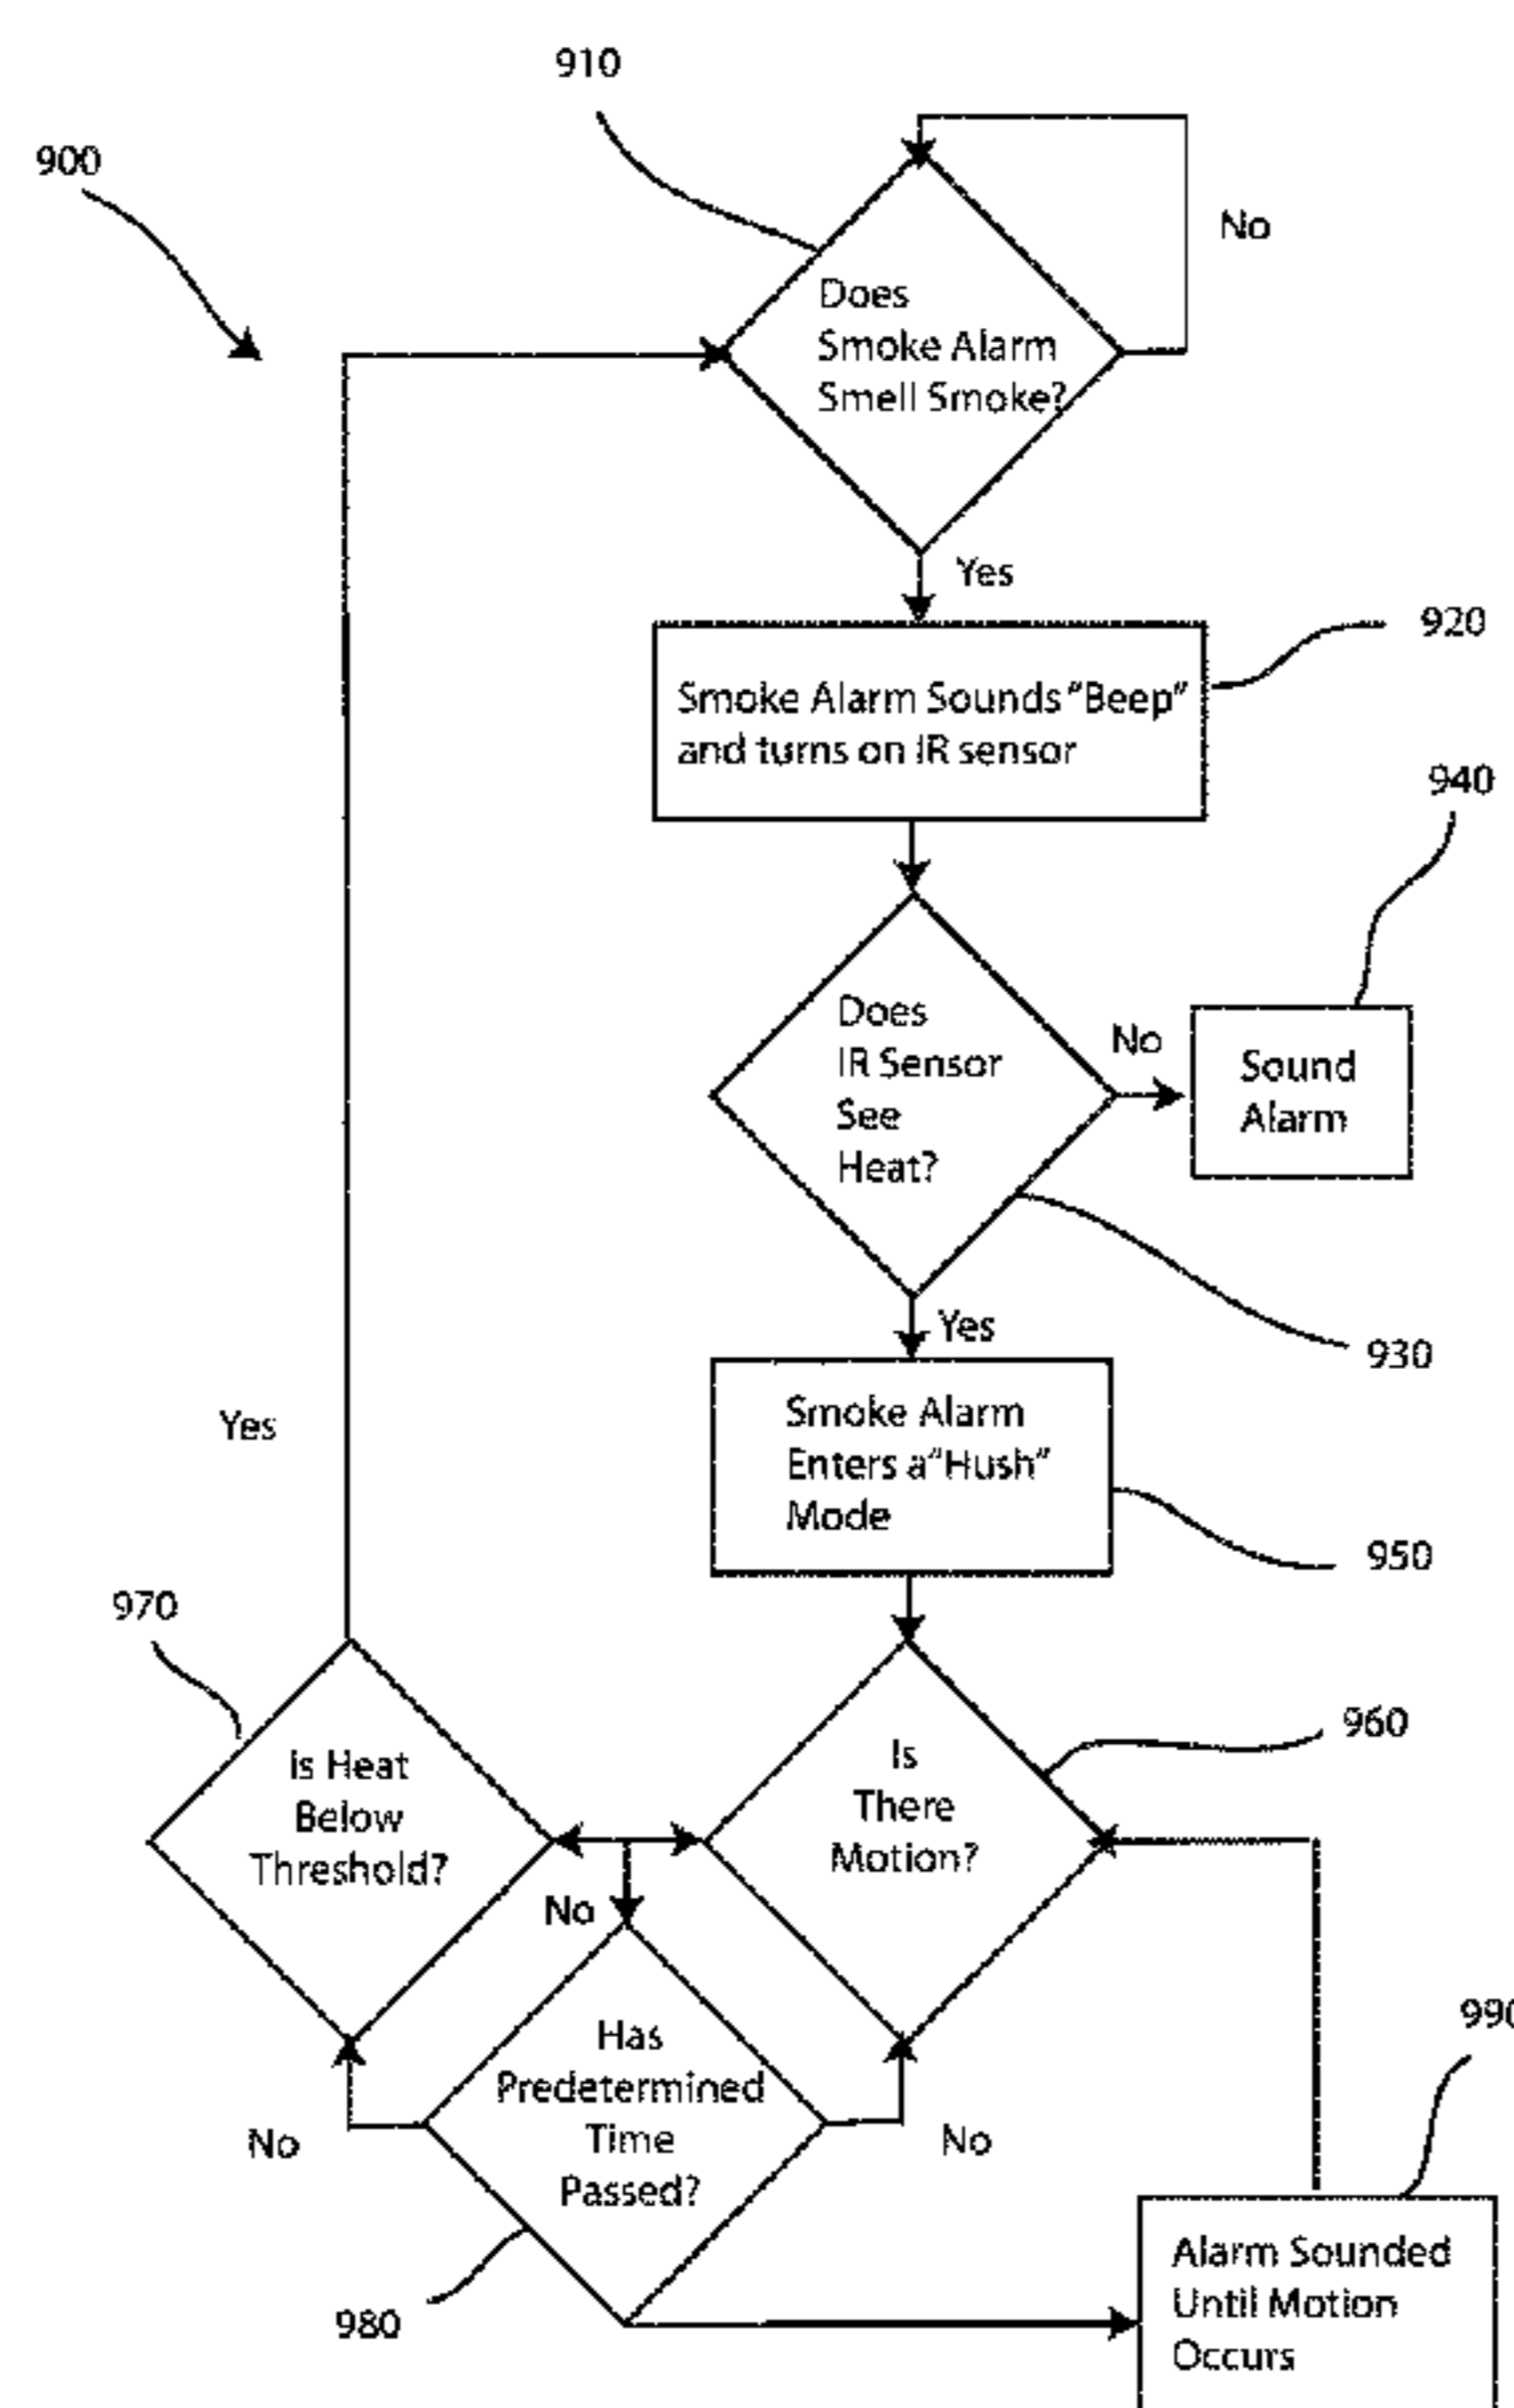 910
900
No
Does
Smoke Alarm
Smell Smoke?
Yes
920
Smoke Alarm Sounds "Beep"
and turns on IR sensor
940
Does
IR Sensor
See
Heat?
No
Sound
Alarm
Yes
930
Smoke Alarm
Enters a "Hush"
Mode
950
Yes
970
960
Is Heat
Below
Threshold?
Is
There
Motion?
No
Has
Predetermined
Time
Passed?
No
No
980
990
Alarm Sounded
Until Motion
Occurs